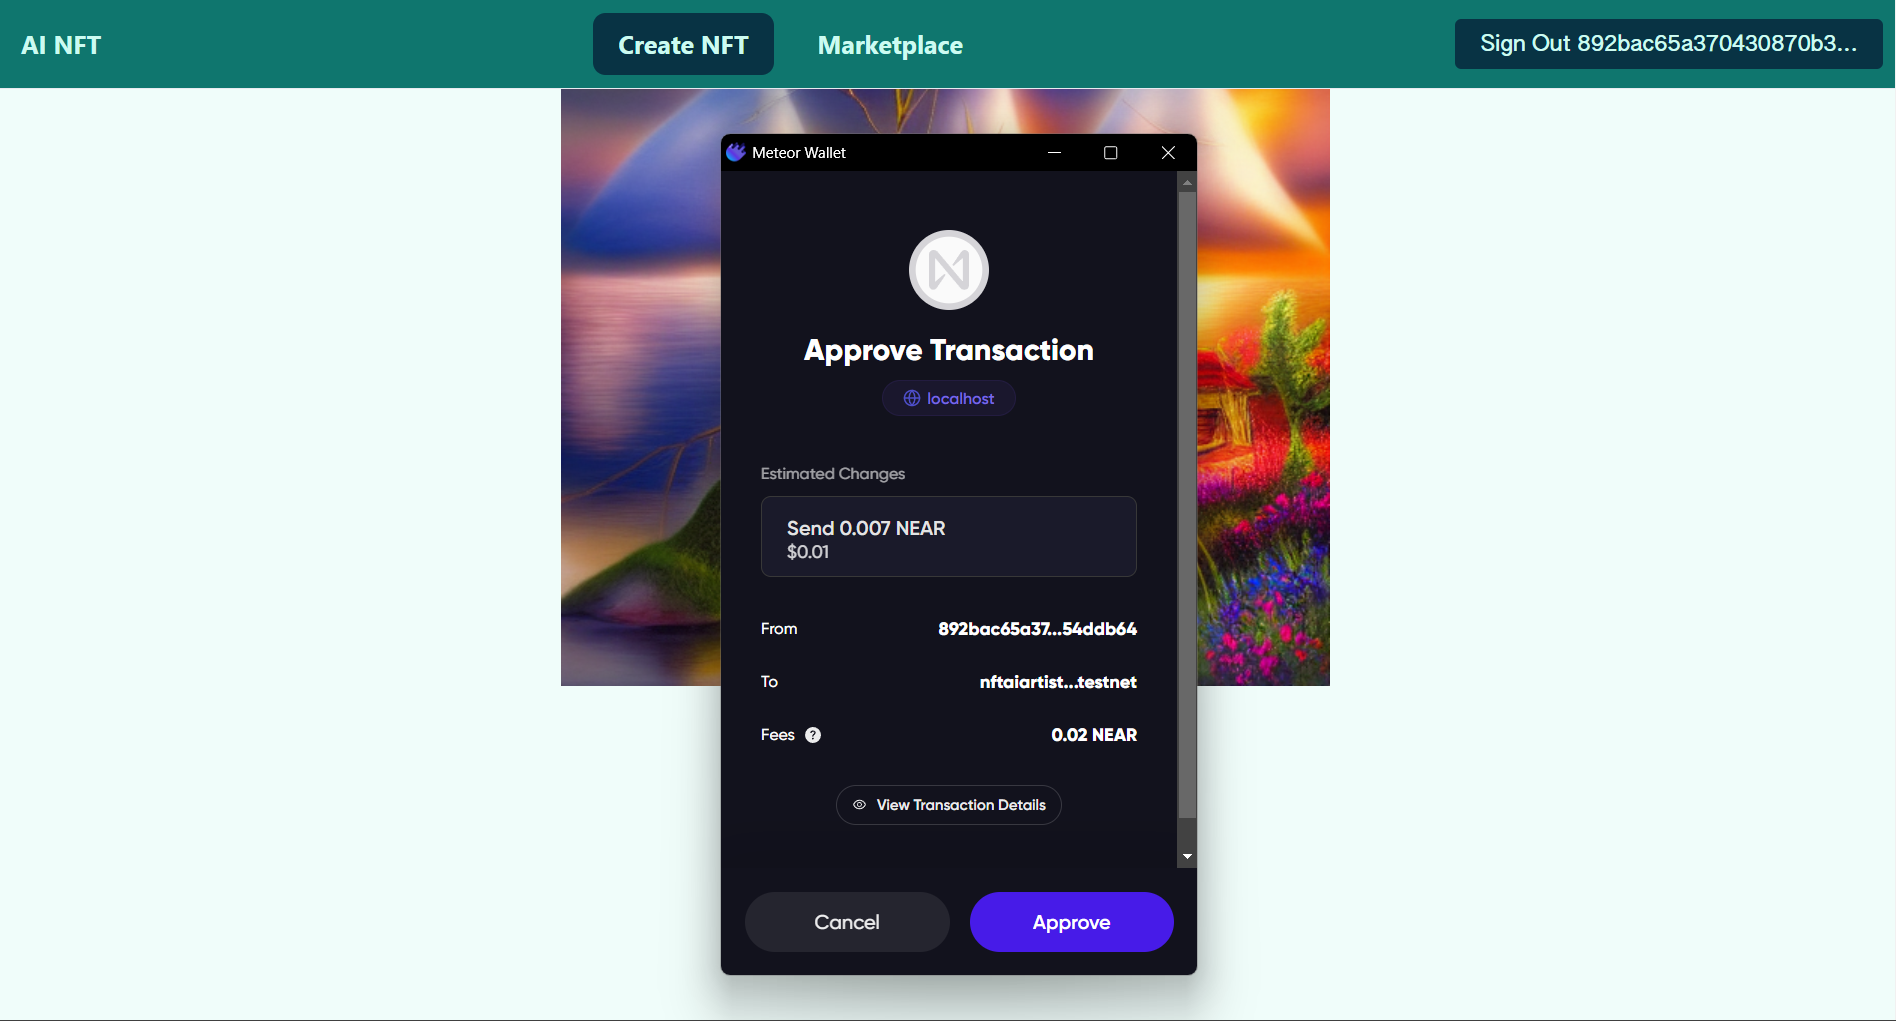 AI NFT
Create NFT
Marketplace
Sign Out 892bac65a370430870b3...
Meteor Wallet
Approve Transaction
localhost
Estimated Changes
Send 0.007 NEAR
$0.01
From 892bac65a37...54ddb64
To nftaiartist...testnet
Fees ? 0.02 NEAR
View Transaction Details
Cancel
Approve